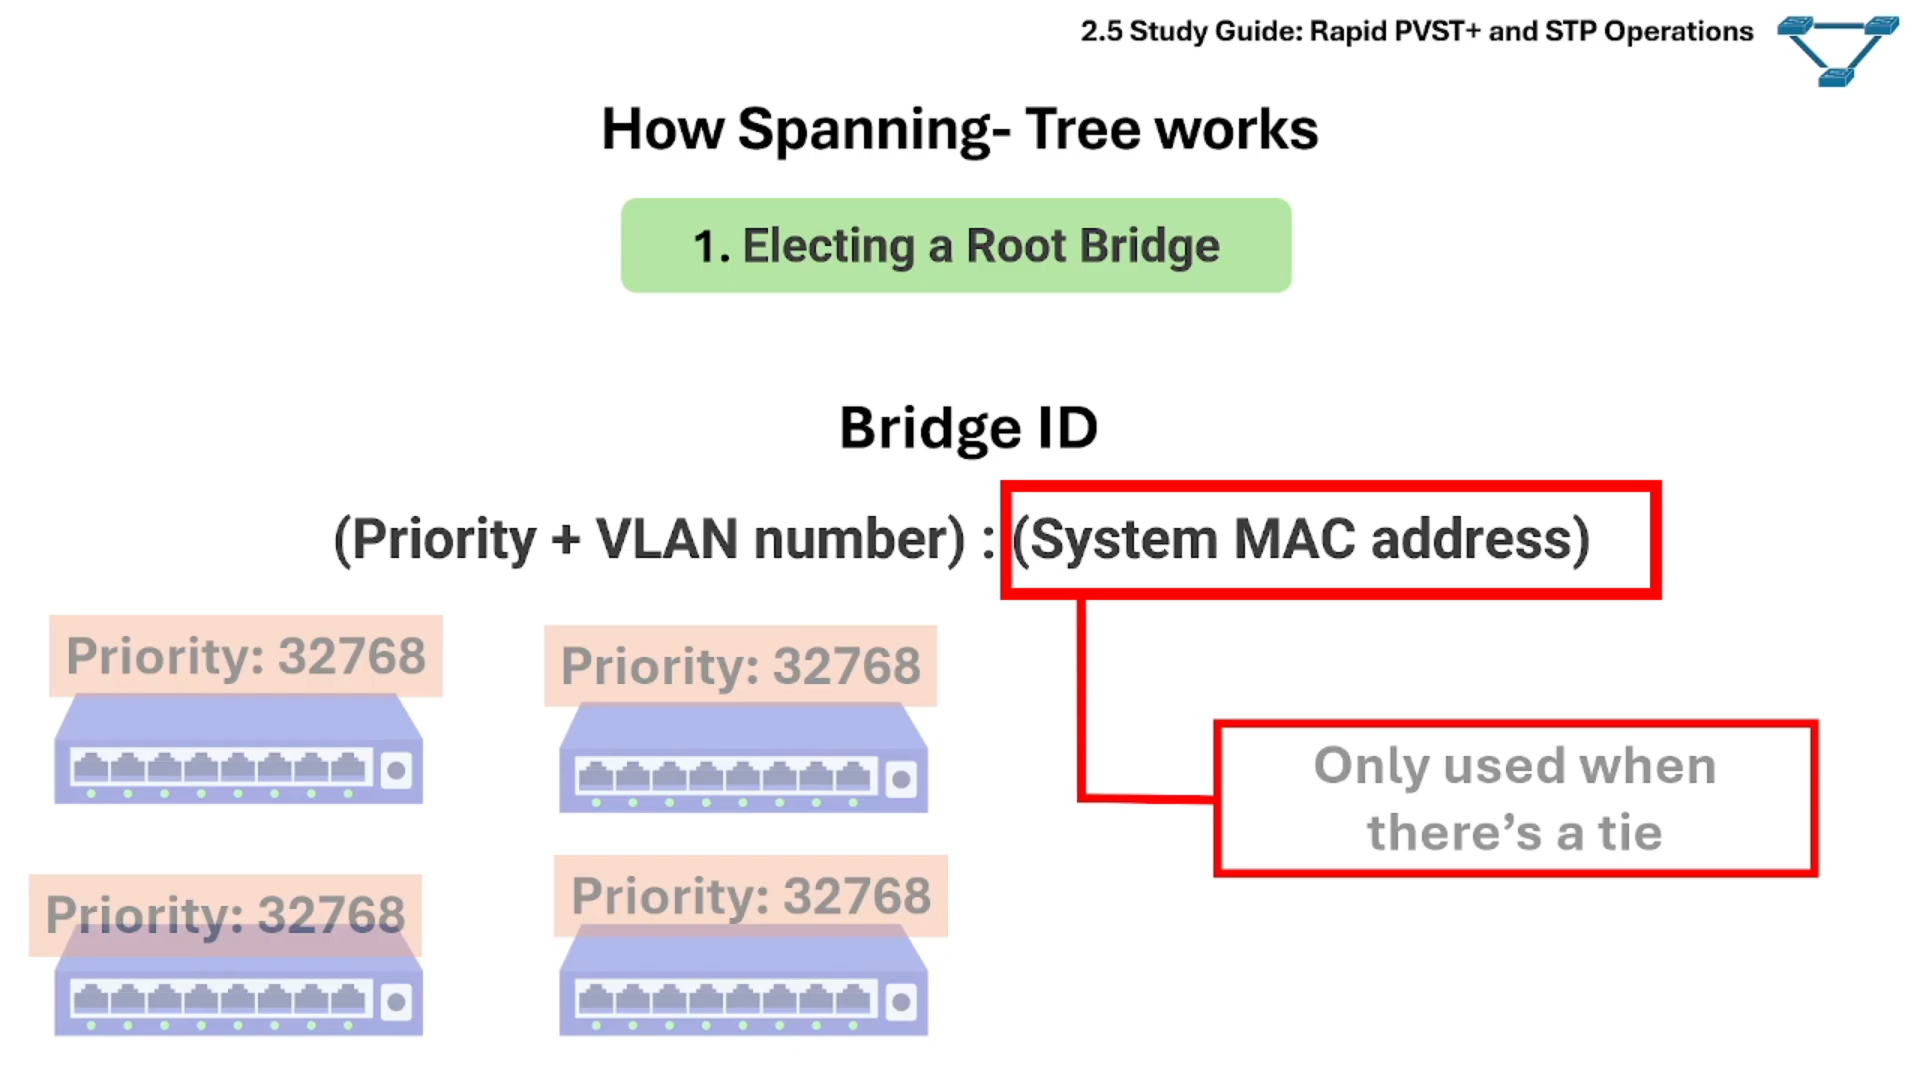 2.5 Study Guide: Rapid PVST+ and STP Operations
How Spanning- Tree works
1. Electing a Root Bridge
Bridge ID
(Priority + VLAN number) : (System MAC address)
Priority: 32768
Priority: 32768
Only used when
there's a tie
Priority: 32768
Priority: 32768